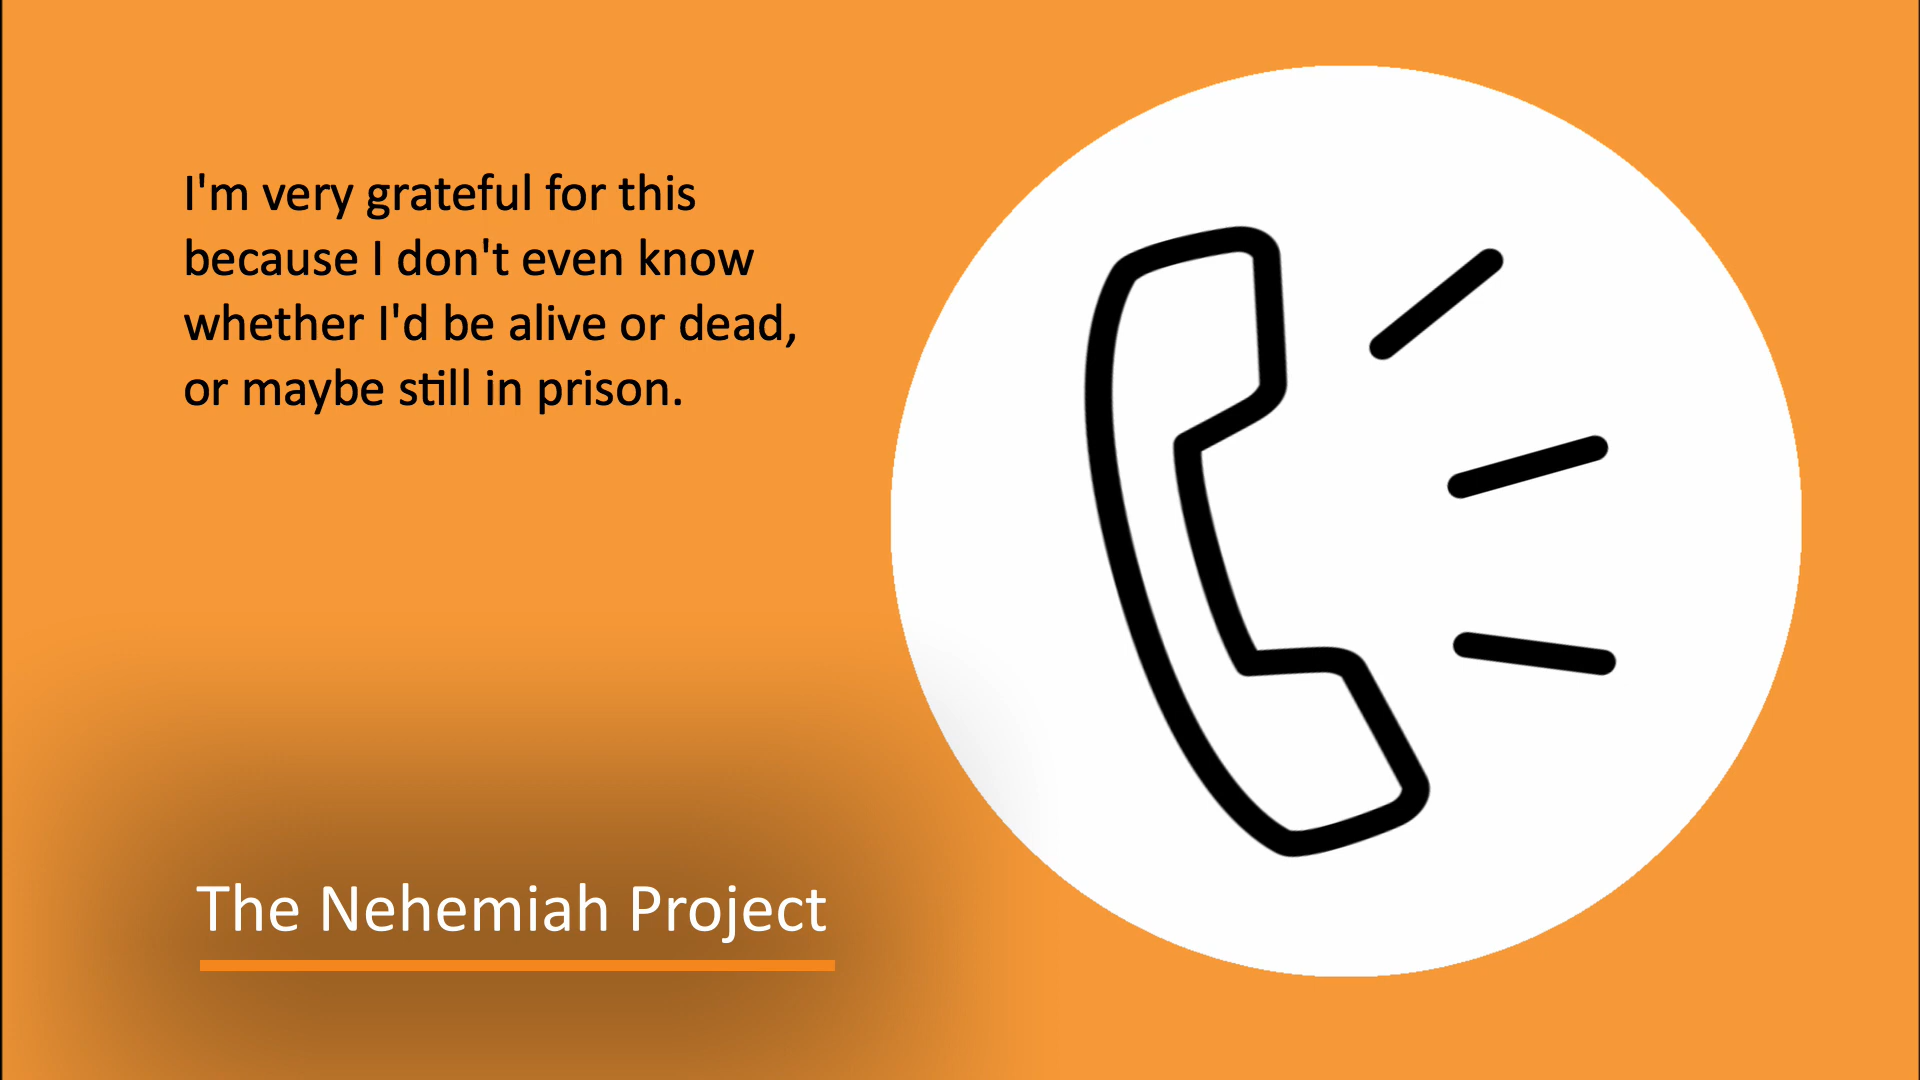 I'm very grateful for this
because I don't even know
whether I'd be alive or dead,
or maybe still in prison.
The Nehemiah Project